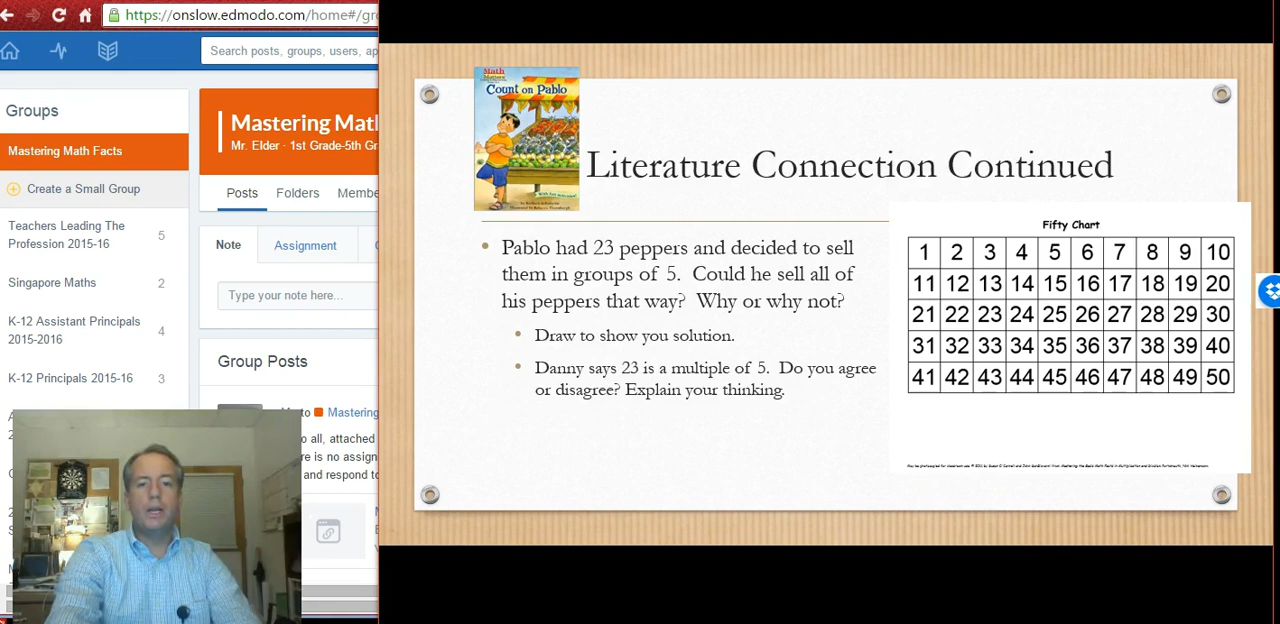 https://onslow.edmodo.com/home#/gro
Search posts, groups, users, ap
Groups
Mastering Math Facts
Create a Small Group
Teachers Leading The
Profession 2015-16
5
Singapore Maths
2
K-12 Assistant Principals
2015-2016
4
K-12 Principals 2015-16
3
Mastering Mat
Mr. Elder · 1st Grade-5th Gr
Posts
Folders
Membe
Note
Assignment
Type your note here...
Group Posts
to
Mastering
o all, attached
re is no assign
and respond to
Math
Matters
Count on Pablo
Literature Connection Continued
Pablo had 23 peppers and decided to sell
them in groups of 5. Could he sell all of
his peppers that way? Why or why not?
Draw to show you solution.
Danny says 23 is a multiple of 5. Do you agree
or disagree? Explain your thinking.
Fifty Chart
1 2 3 4 5 6 7 8 9 10
11 12 13 14 15 16 17 18 19 20
21 22 23 24 25 26 27 28 29 30
31 32 33 34 35 36 37 38 39 40
41 42 43 44 45 46 47 48 49 50